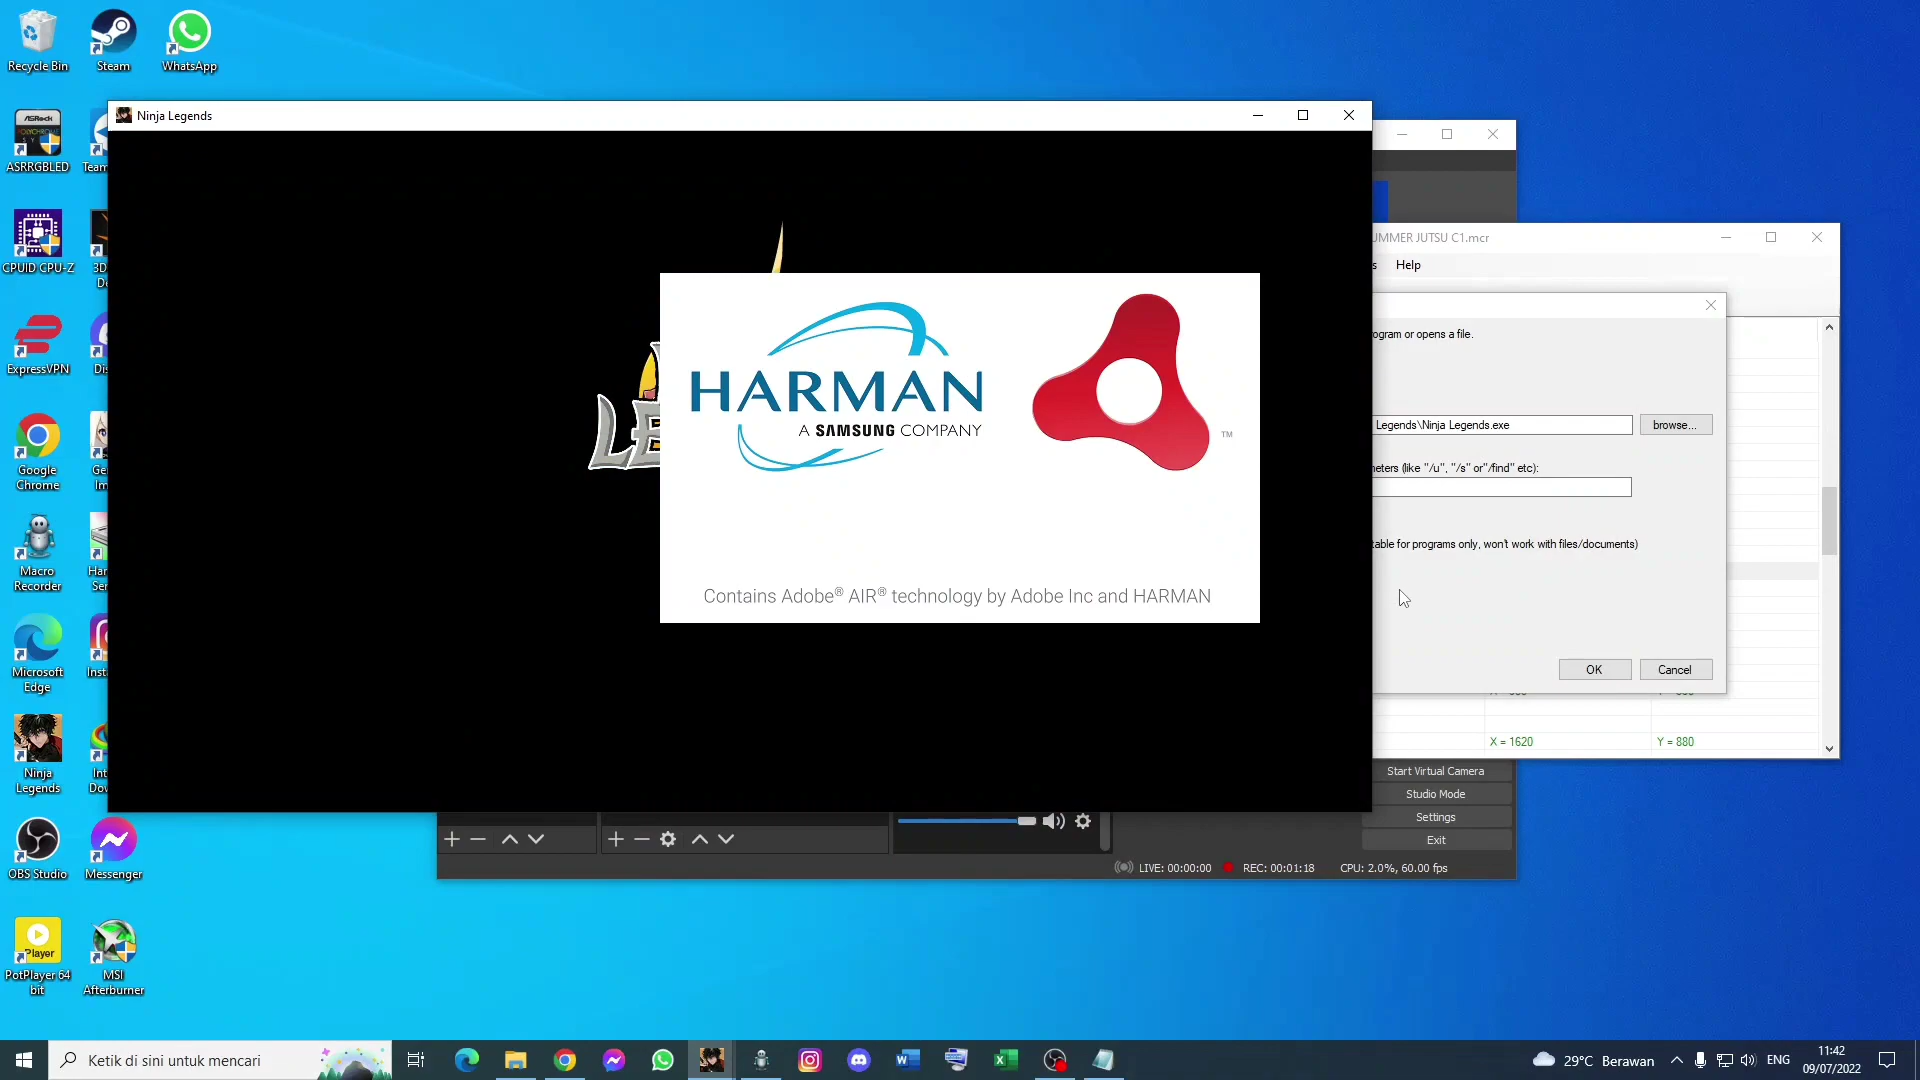 Recycle Bin
Steam
WhatsApp
ASRock
ASRRGBLED
CPUID CPU-Z
ExpressVPN
Google
Chrome
Macro
Recorder
Microsoft
Edge
Ninja
Legends
OBS Studio
Messenger
Player
PotPlayer 64
bit
MSI
Afterburner
Ninja Legends
HARMAN
A SAMSUNG COMPANY
TM
Contains Adobe® AIR® technology by Adobe Inc and HARMAN
UMMER JUTSU C1.mcr
s Help
ogram or opens a file.
Legends\Ninja Legends.exe
browse...
neters (like "/u", "/s" or"/find" etc):
table for programs only, won't work with files/documents)
OK
Cancel
X = 1620
Y = 880
Start Virtual Camera
Studio Mode
Settings
Exit
LIVE: 00:00:00
REC: 00:01:18
CPU: 2.0%, 60.00 fps
Ketik di sini untuk mencari
29°C Berawan
ENG
11:42
09/07/2022